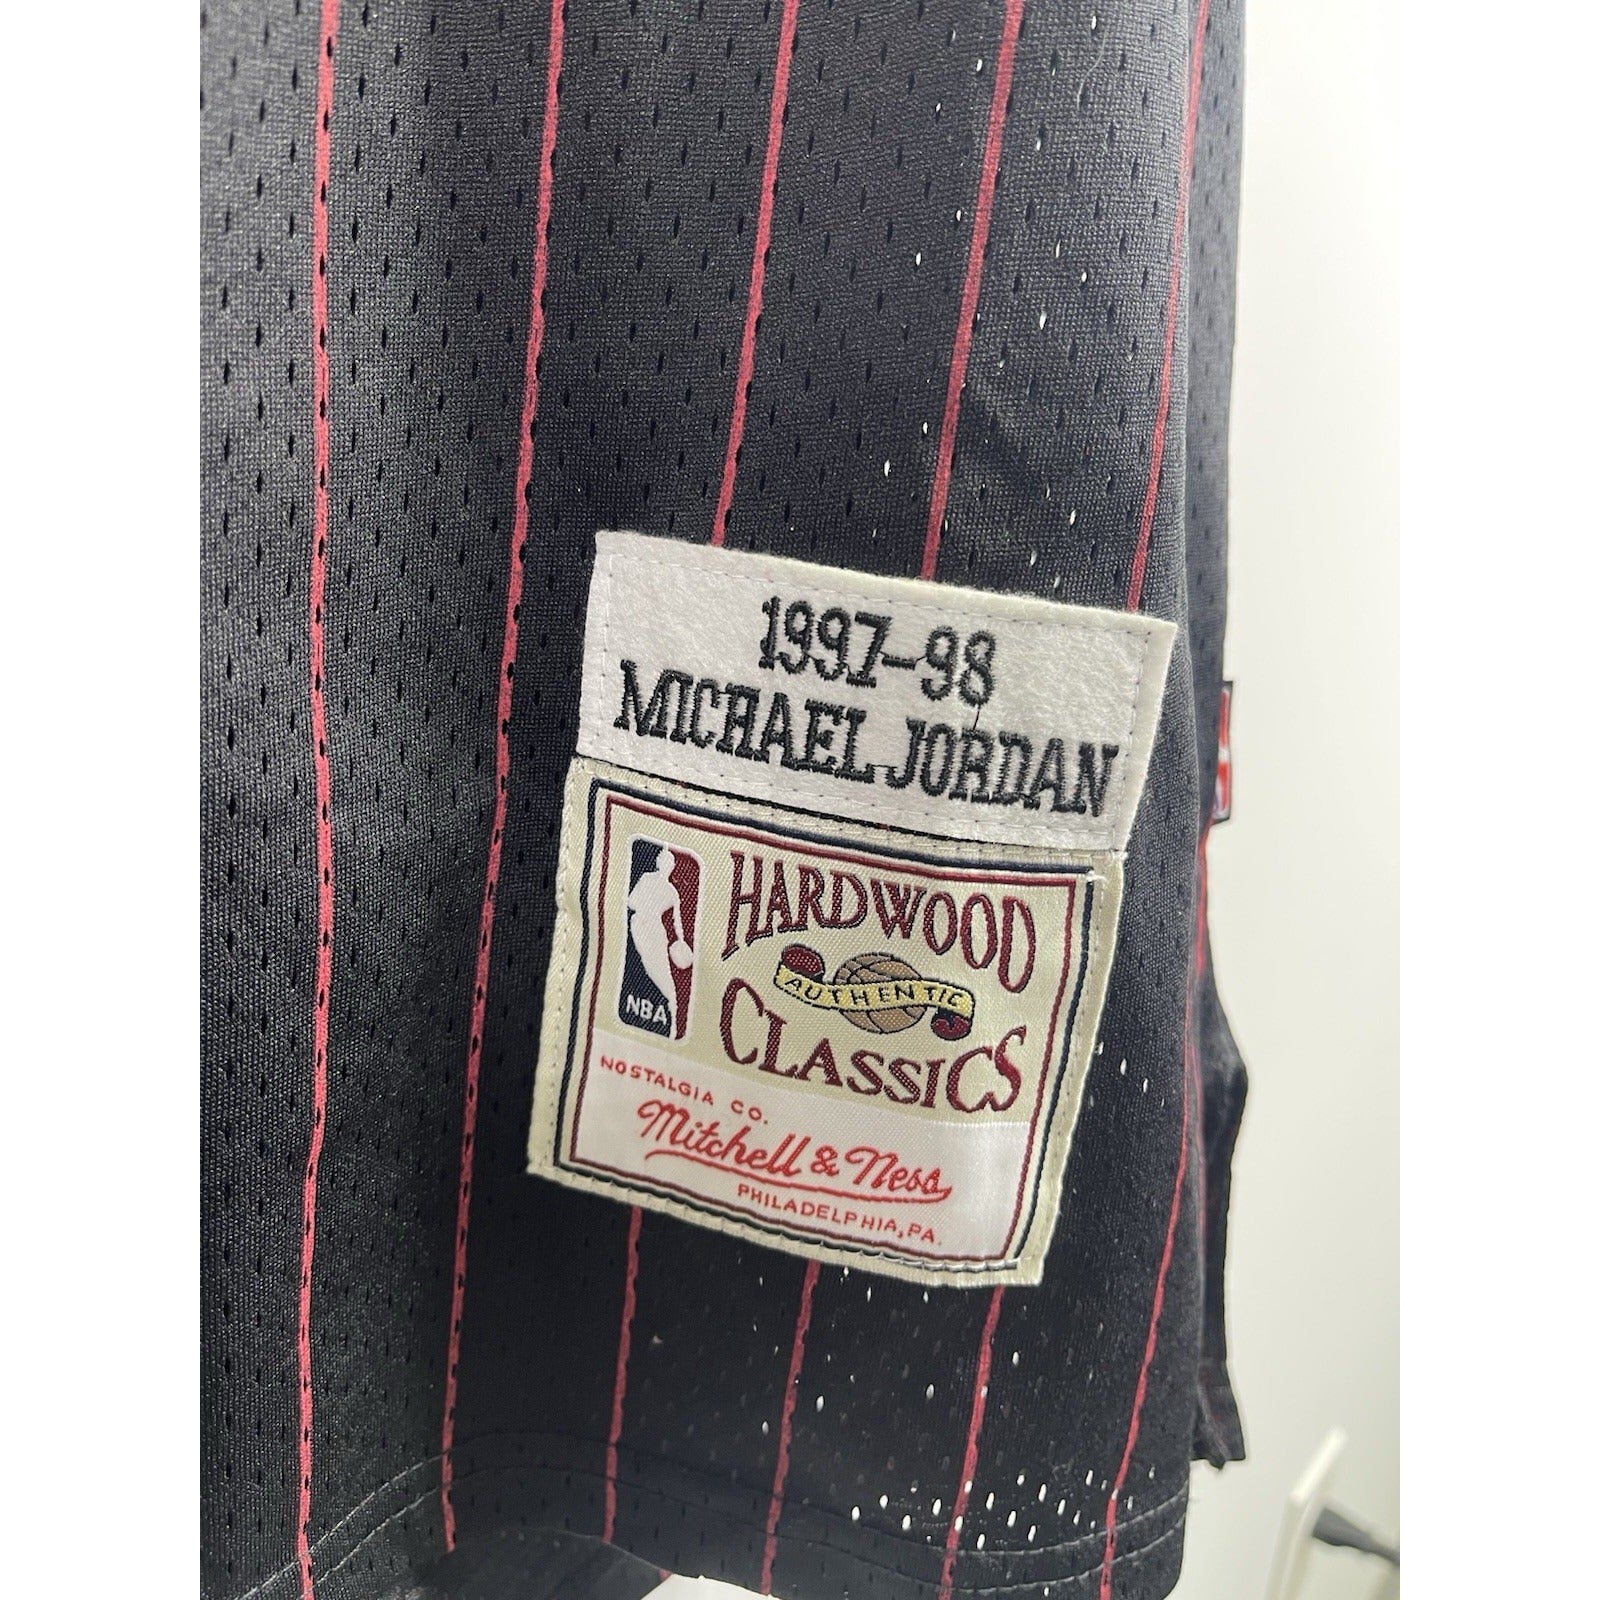 1997-98
MICHAEL JORDAN
HARDWOOD
AUTHENTIC
CLASSICS
NBA
NOSTALGIA CO.
Mitchell & Ness
PHILADELPHIA, PA.